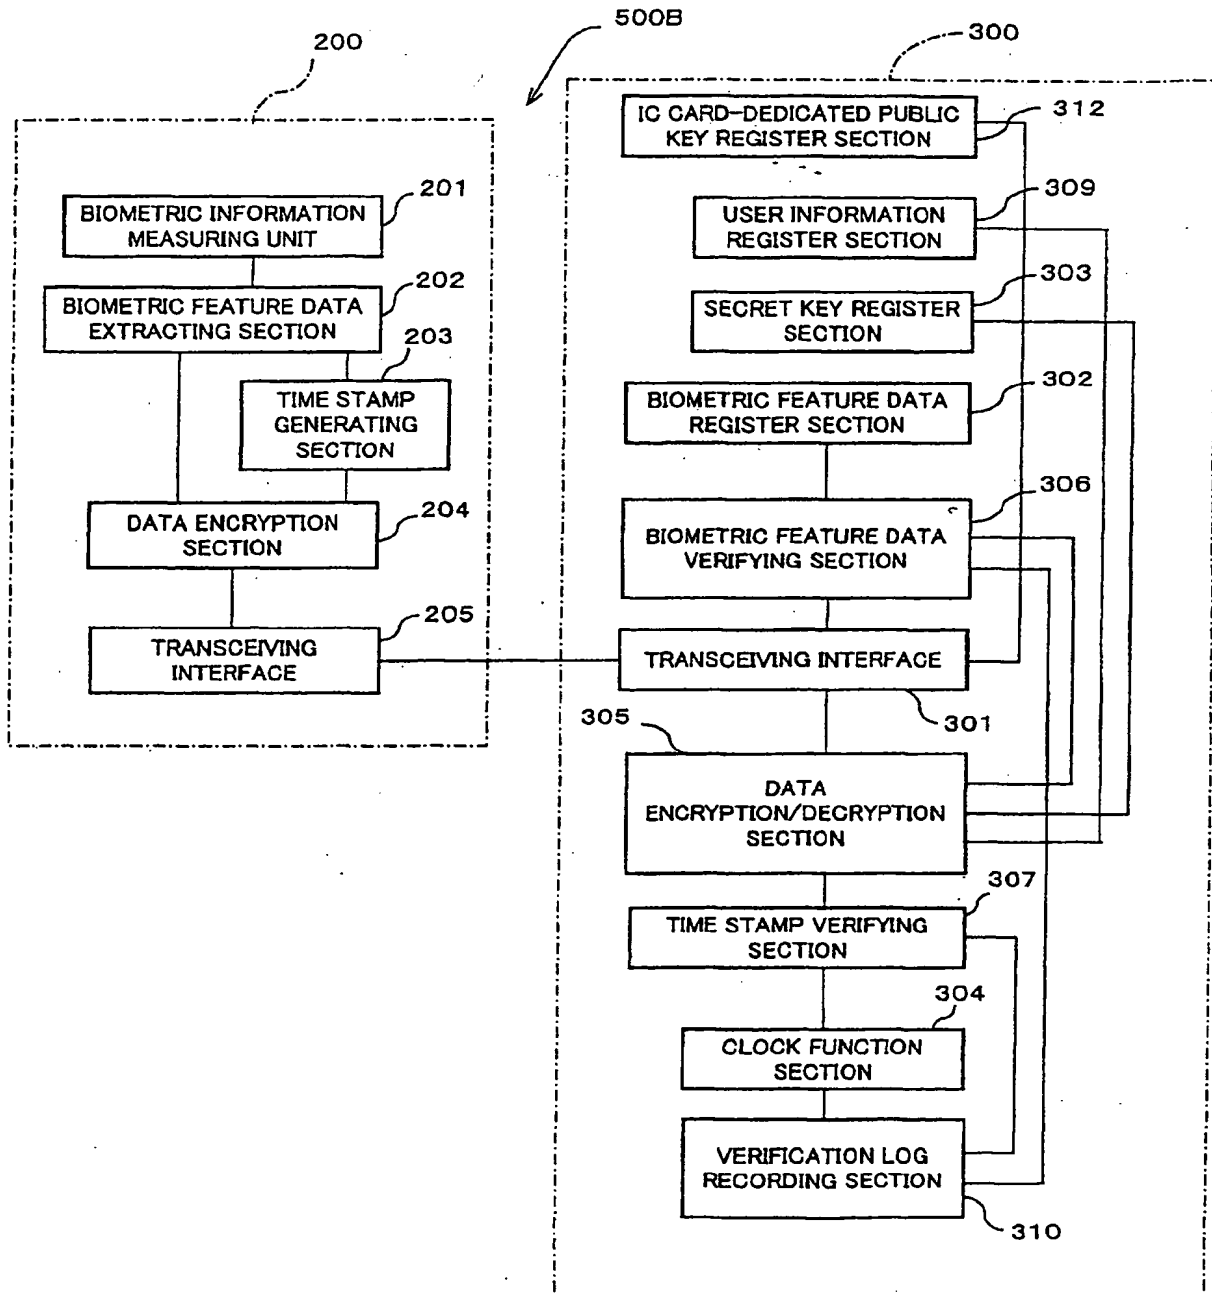 500B
200
300
IC CARD-DEDICATED PUBLIC
KEY REGISTER SECTION
312
201
BIOMETRIC INFORMATION
MEASURING UNIT
309
USER INFORMATION
REGISTER SECTION
202
BIOMETRIC FEATURE DATA
EXTRACTING SECTION
303
SECRET KEY REGISTER
SECTION
203
TIME STAMP
GENERATING
SECTION
302
BIOMETRIC FEATURE DATA
REGISTER SECTION
204
DATA ENCRYPTION
SECTION
306
BIOMETRIC FEATURE DATA
VERIFYING SECTION
205
TRANSCEIVING
INTERFACE
TRANSCEIVING INTERFACE
301
305
DATA
ENCRYPTION/DECRYPTION
SECTION
307
TIME STAMP VERIFYING
SECTION
304
CLOCK FUNCTION
SECTION
VERIFICATION LOG
RECORDING SECTION
310